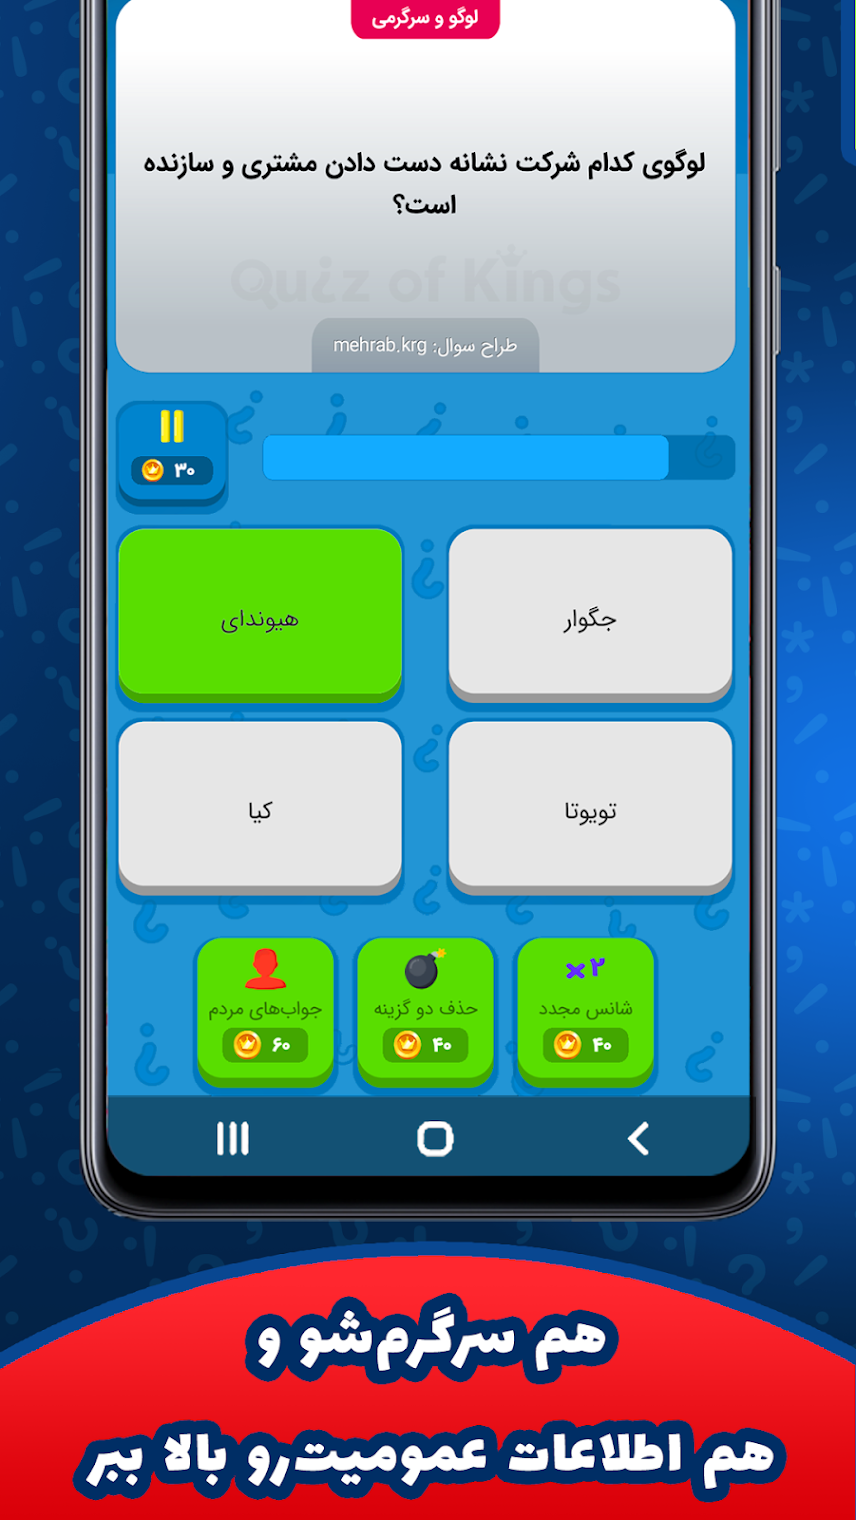 لوگو و سرگرمی
لوگوی کدام شرکت نشانه دست دادن مشتری و سازنده
است؟
Quiz of Kings
طراح سوال: mehrab.krg
۳۰
هیوندای
جگوار
کیا
تویوتا
×۲
جواب‌های مردم
حذف دو گزینه
شانس مجدد
۶۰
۴۰
۴۰
هم سرگرم‌شو و
هم اطلاعات عمومیت‌رو بالا ببر